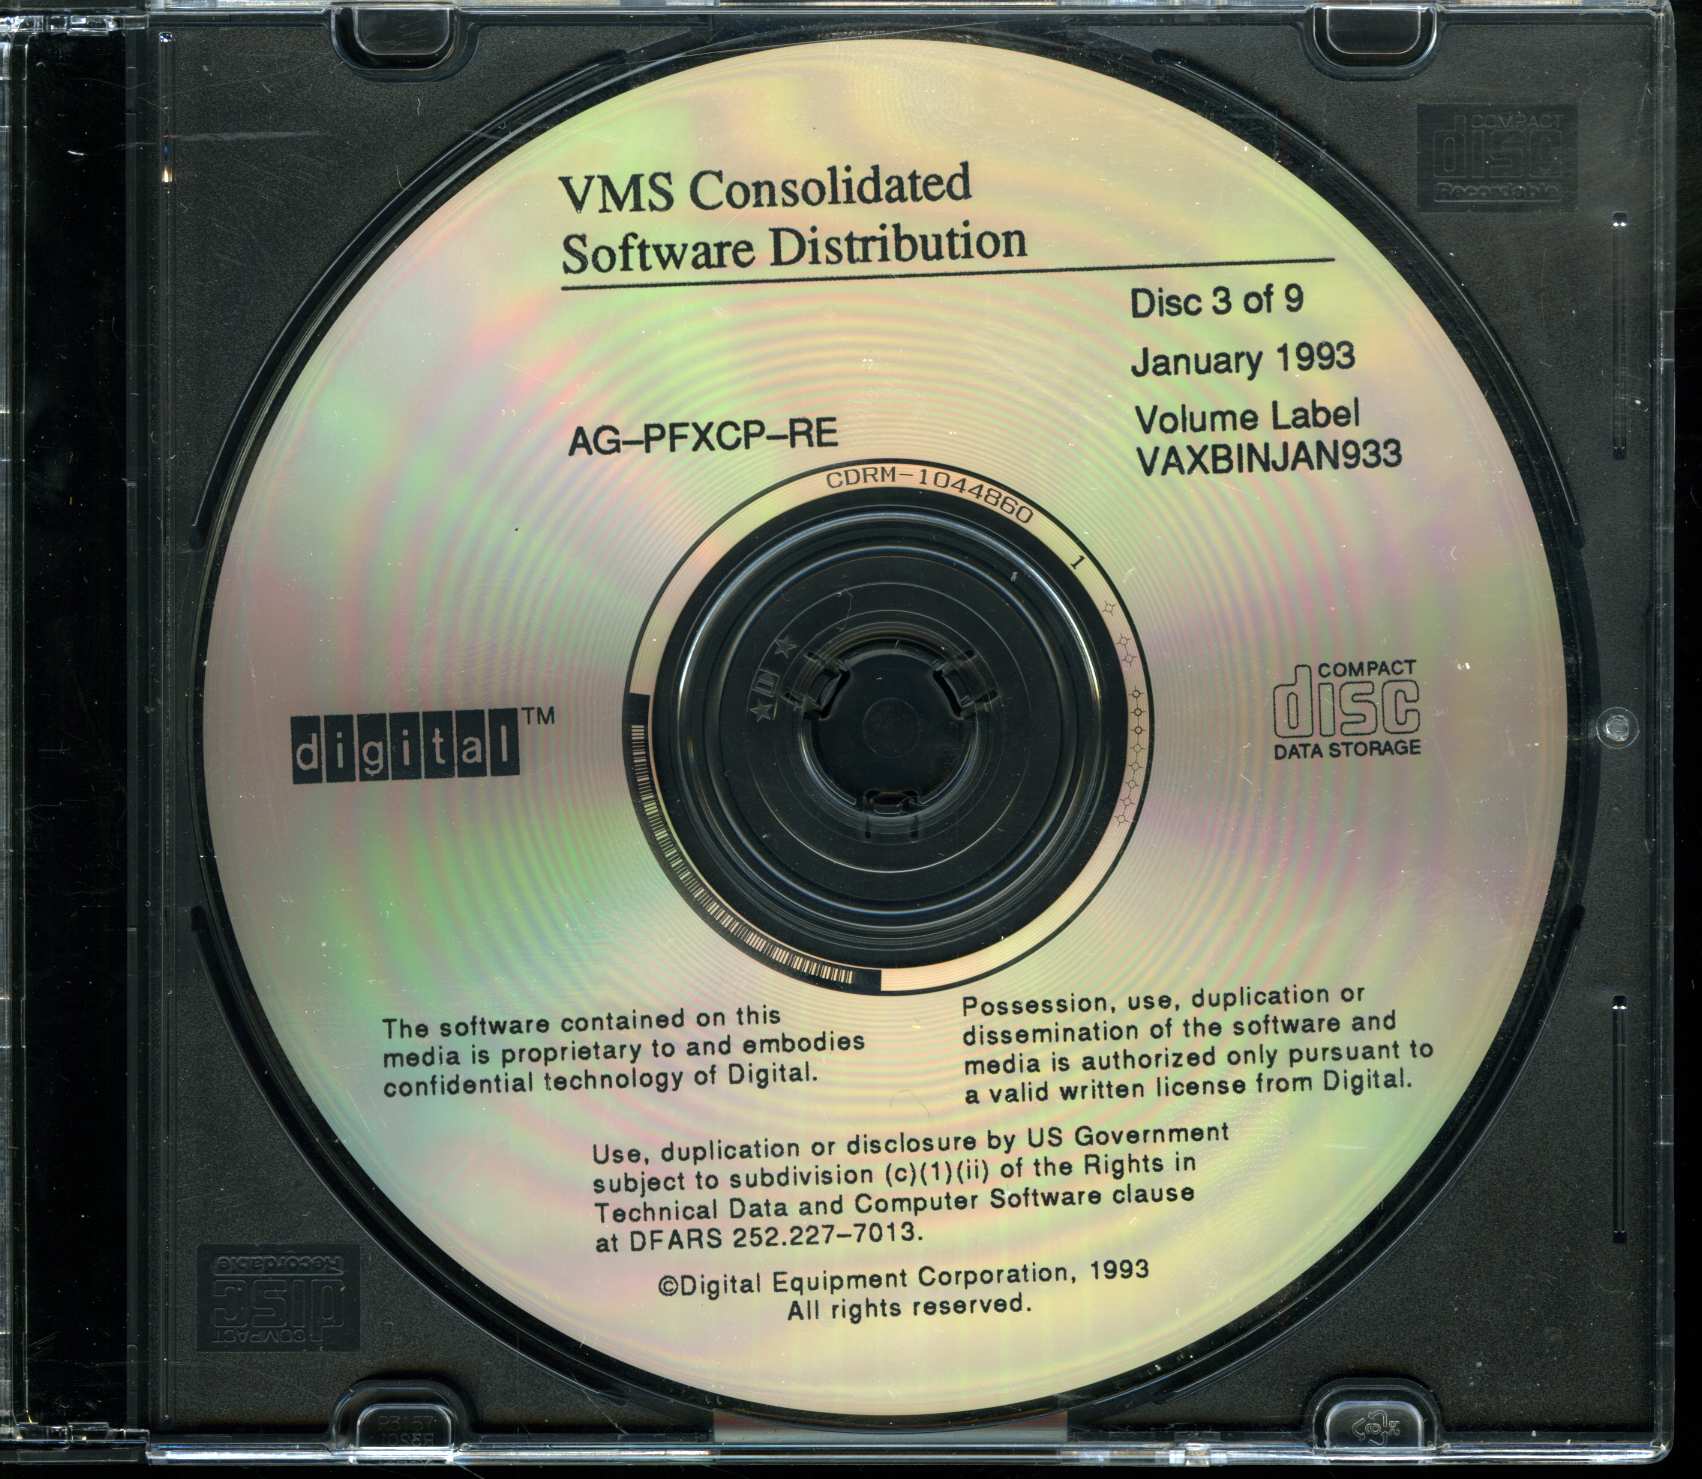 COMPACT
disc
Recordable
VMS Consolidated
Software Distribution
Disc 3 of 9
January 1993
Volume Label
VAXBINJAN933
AG–PFXCP–RE
CDRM-1044860
1
digital™
COMPACT
disc
DATA STORAGE
The software contained on this
media is proprietary to and embodies
confidential technology of Digital.
Possession, use, duplication or
dissemination of the software and
media is authorized only pursuant to
a valid written license from Digital.
Use, duplication or disclosure by US Government
subject to subdivision (c)(1)(ii) of the Rights in
Technical Data and Computer Software clause
at DFARS 252.227–7013.
©Digital Equipment Corporation, 1993
All rights reserved.
COMPACT
disc
Recordable